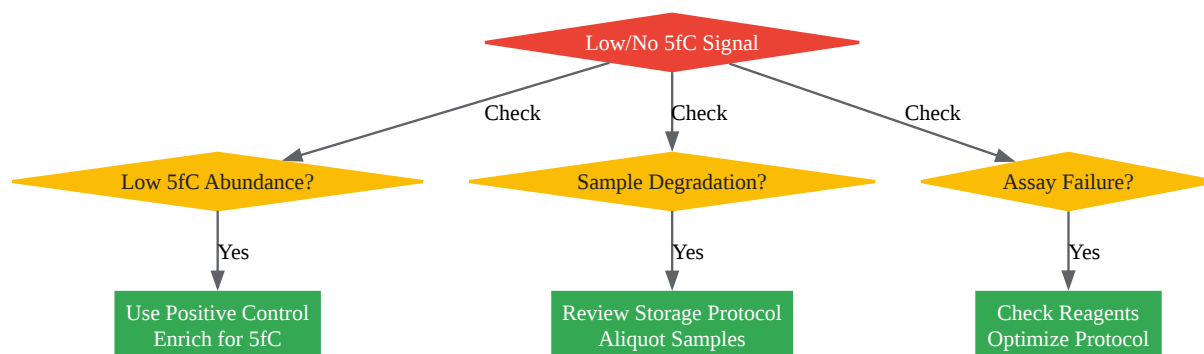 Low/No 5fC Signal
Check
Check
Check
Low 5fC Abundance?
Sample Degradation?
Assay Failure?
Yes
Yes
Yes
Use Positive Control
Enrich for 5fC
Review Storage Protocol
Aliquot Samples
Check Reagents
Optimize Protocol